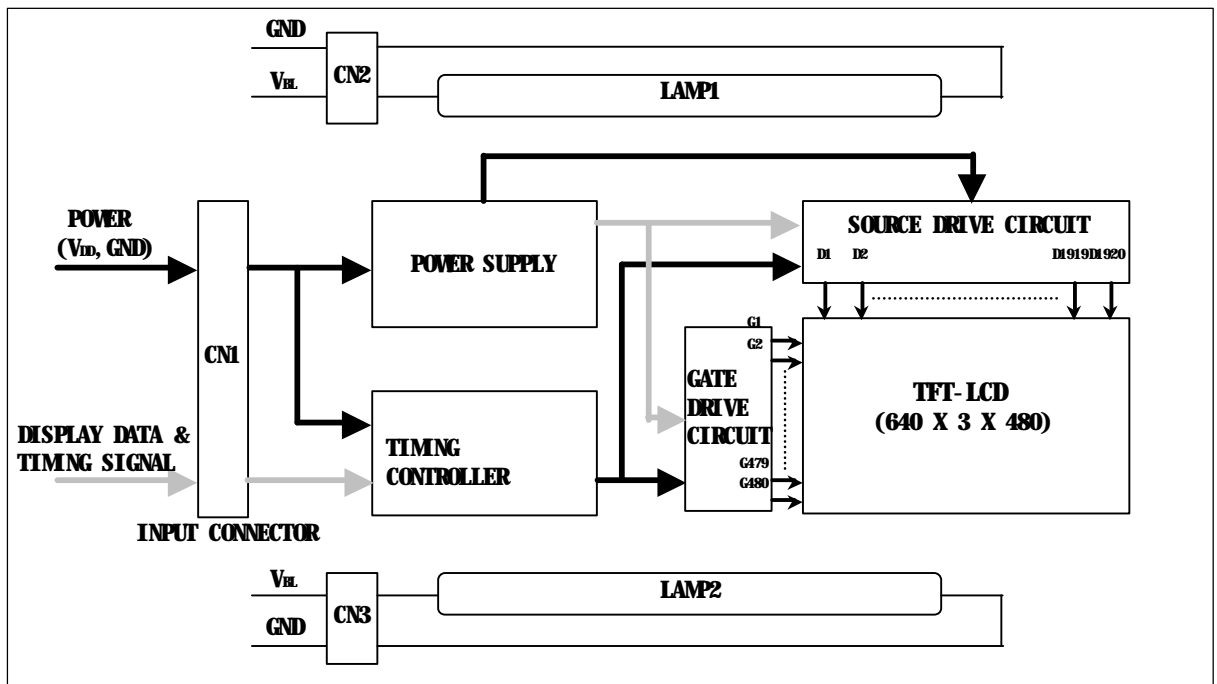 GND
CN2
VBL
LAMP1
POWER
(VDD, GND)
POWER SUPPLY
SOURCE DRIVE CIRCUIT
D1 D2 D1919 D1920
CN1
G1
G2
GATE
DRIVE
CIRCUIT
G479
G480
TFT-LCD
(640 X 3 X 480)
DISPLAY DATA &
TIMING SIGNAL
TIMING
CONTROLLER
INPUT CONNECTOR
VBL
LAMP2
CN3
GND